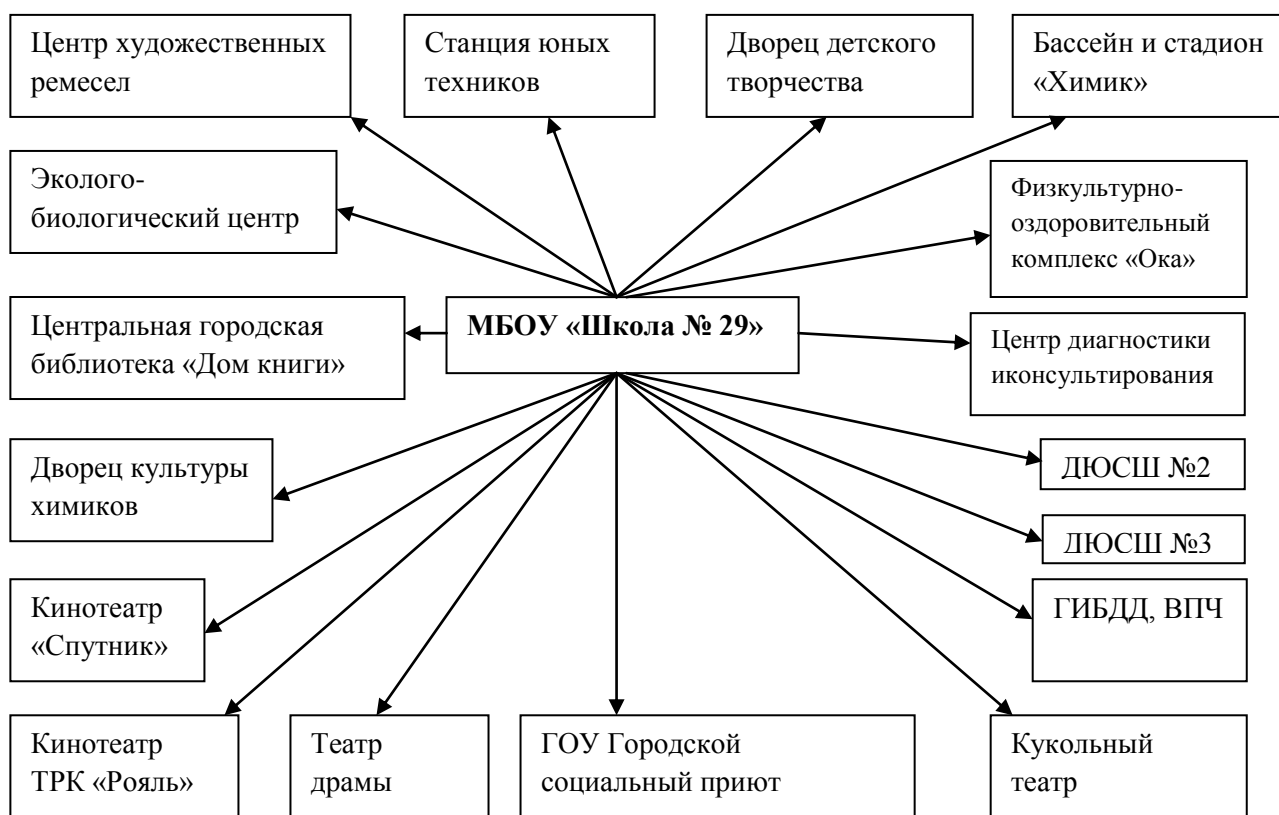 Центр художественных
ремесел
Станция юных
техников
Дворец детского
творчества
Бассейн и стадион
«Химик»
Эколого-
биологический центр
Физкультурно-
оздоровительный
комплекс «Ока»
Центральная городская
библиотека «Дом книги»
МБОУ «Школа № 29»
Центр диагностики
иконсультирования
Дворец культуры
химиков
ДЮСШ №2
ДЮСШ №3
Кинотеатр
«Спутник»
ГИБДД, ВПЧ
Кинотеатр
ТРК «Рояль»
Театр
драмы
ГОУ Городской
социальный приют
Кукольный
театр